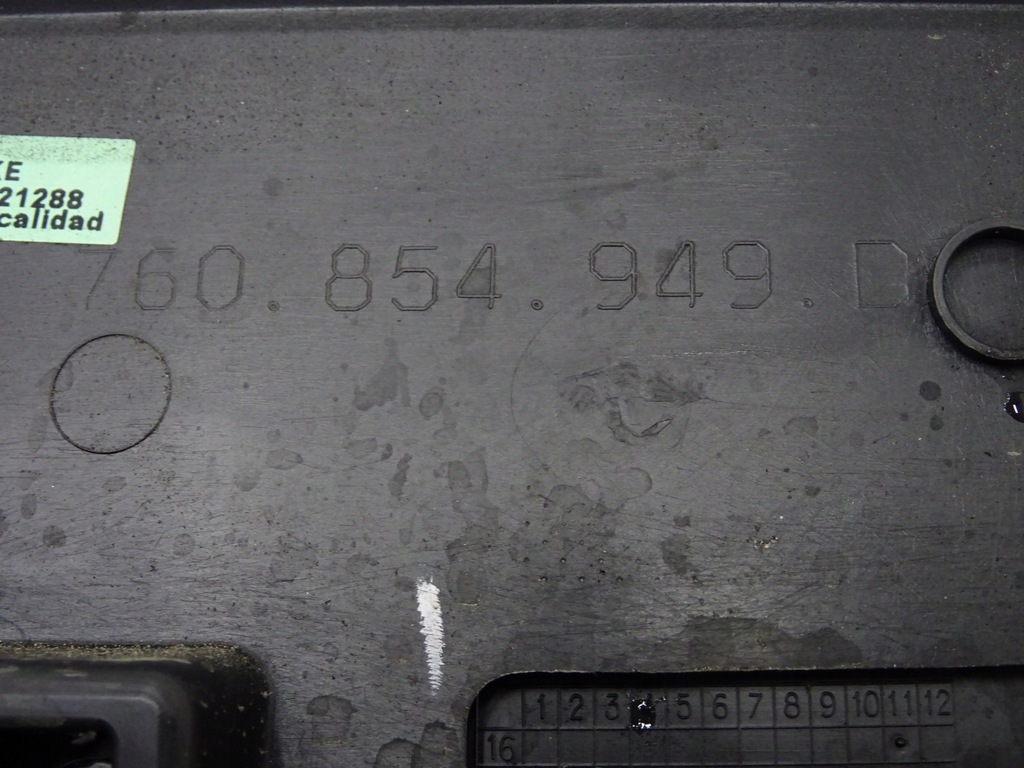 KE
21288
calidad
760.854.949.D
1 2 3 4 5 6 7 8 9 10 11 12
16